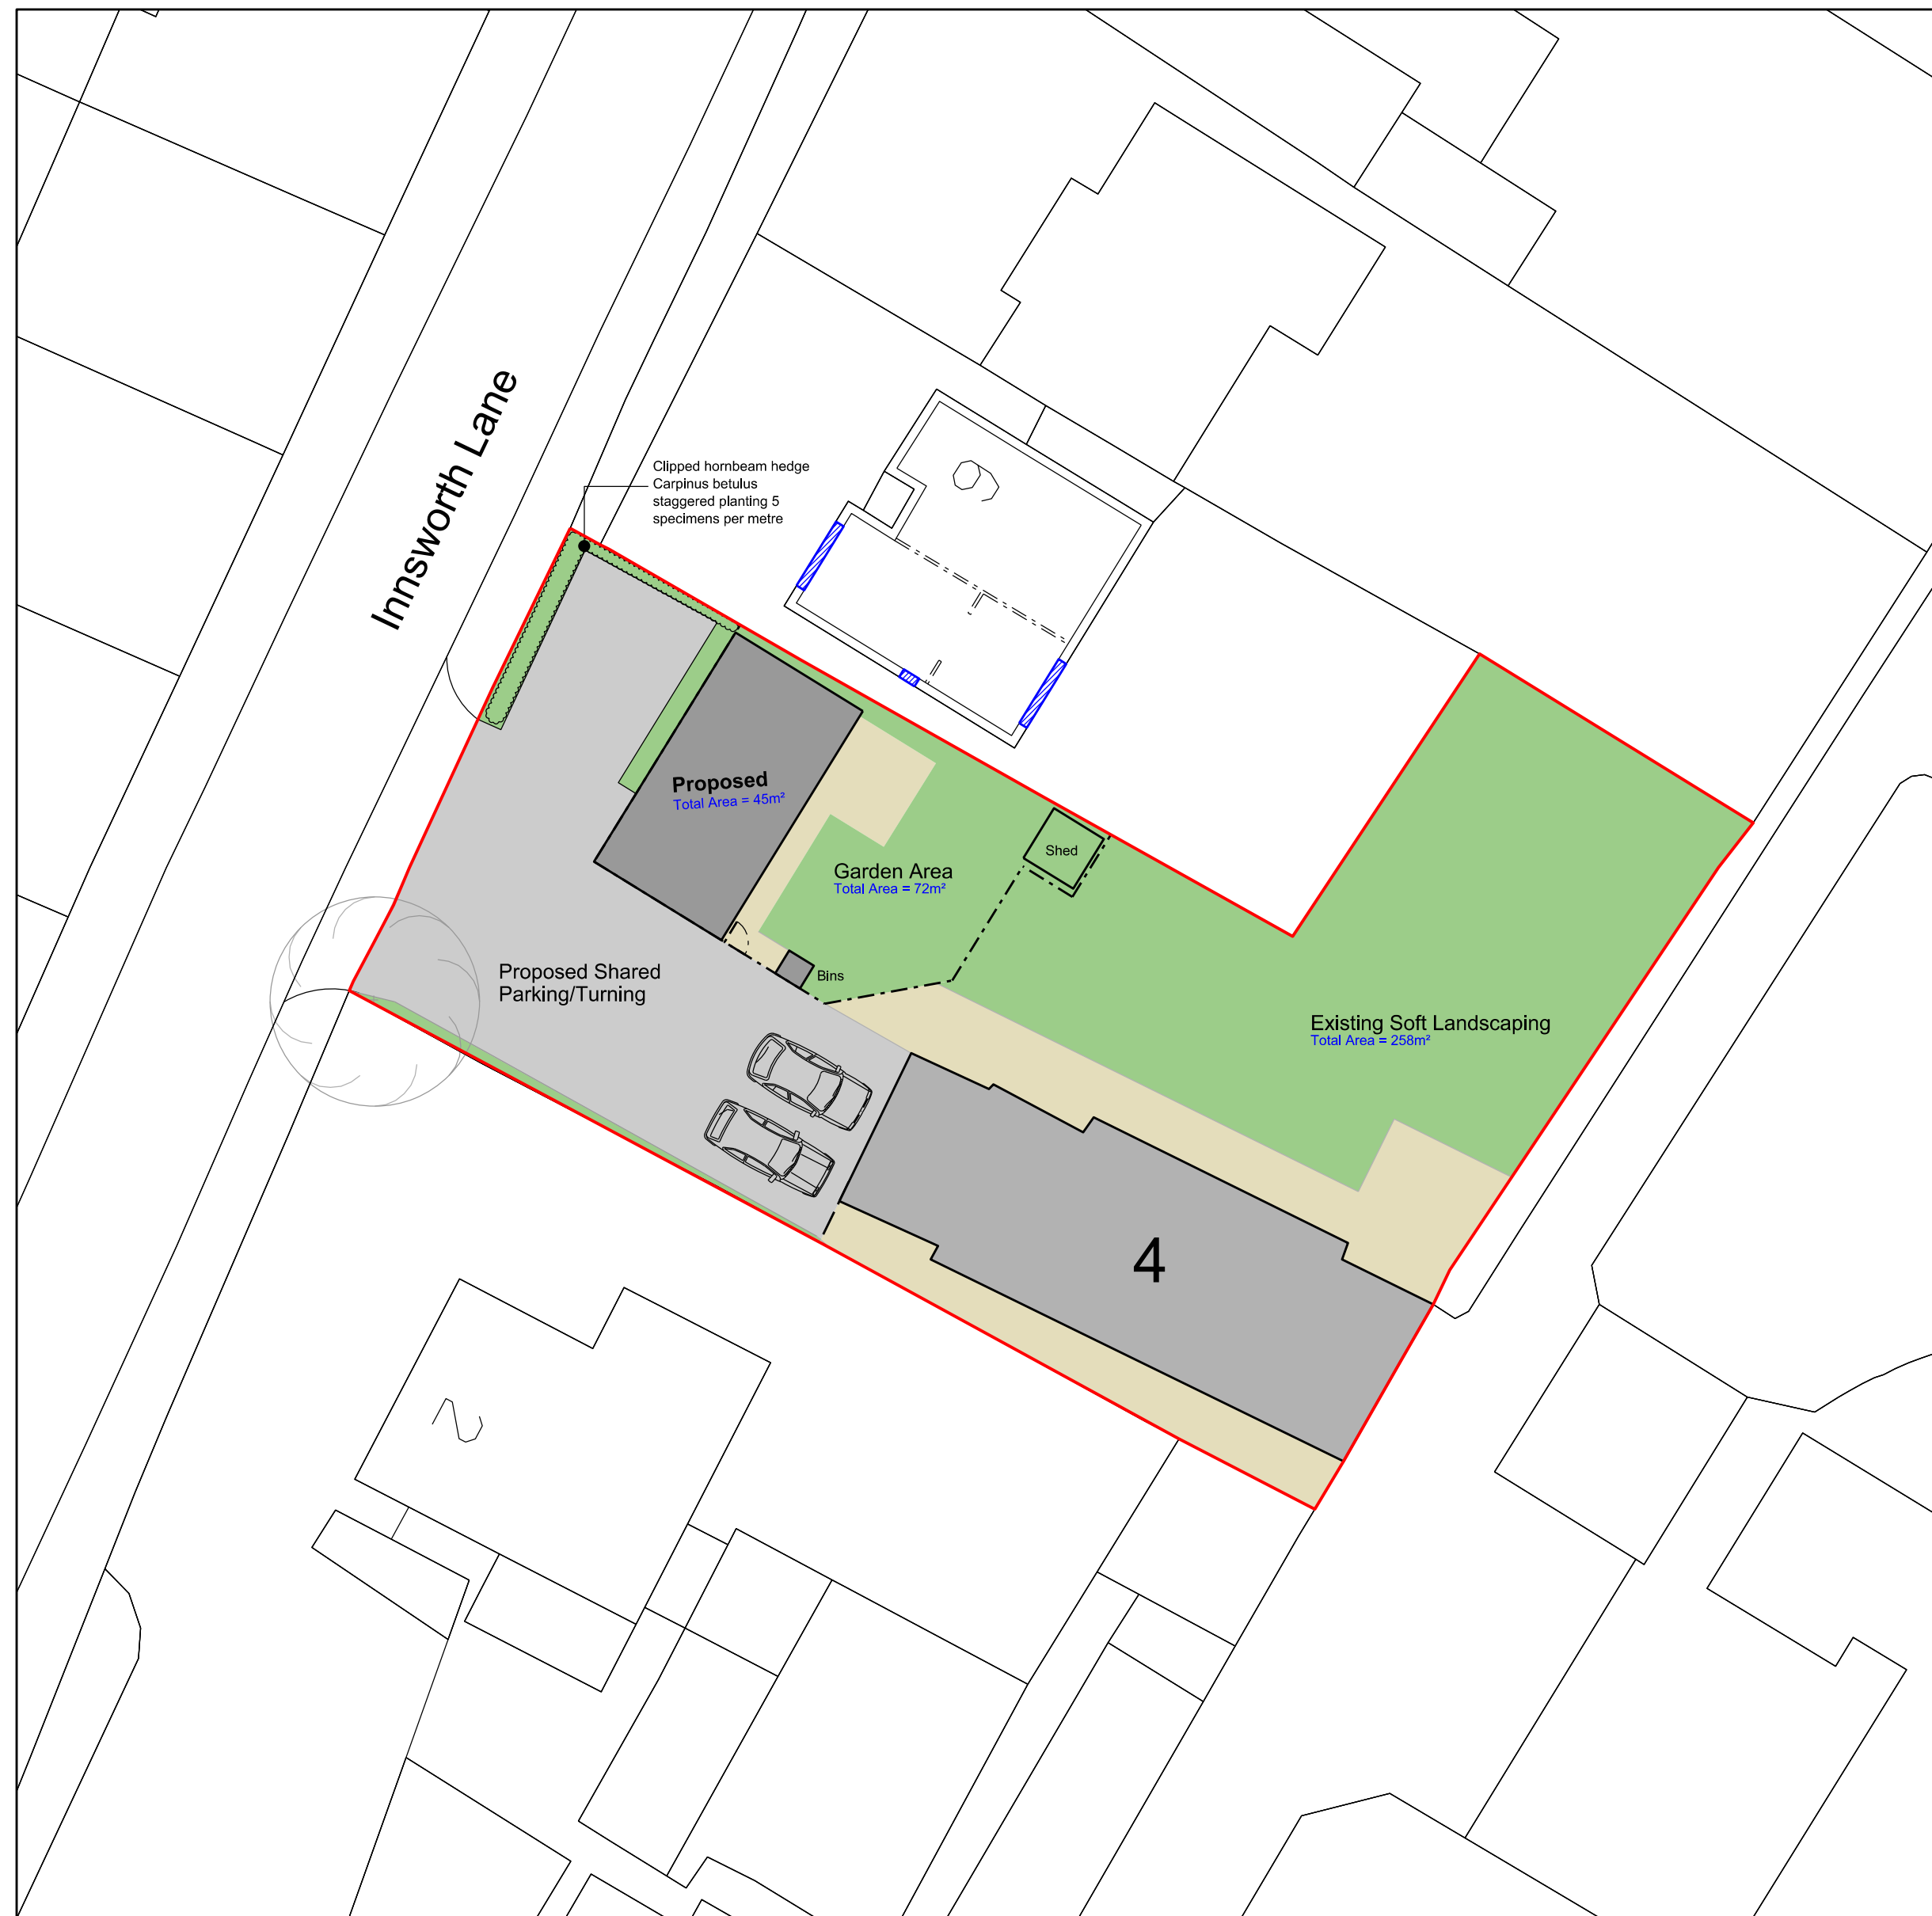 Innsworth Lane
Clipped hornbeam hedge
Carpinus betulus
staggered planting 5
specimens per metre
6
Proposed
Total Area = 45m²
Shed
Garden Area
Total Area = 72m²
Proposed Shared
Parking/Turning
Bins
Existing Soft Landscaping
Total Area = 258m²
4
2